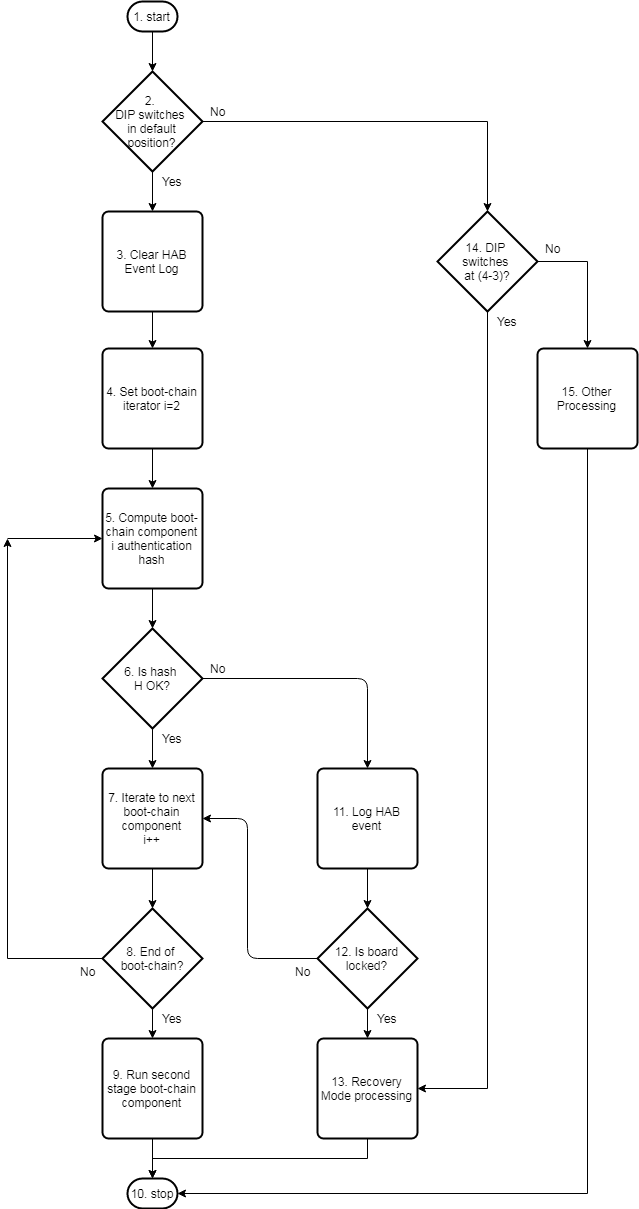 1. start
2.
DIP switches
in default
position?
No
Yes
3. Clear HAB
Event Log
14. DIP
switches
at (4-3)?
No
Yes
4. Set boot-chain
iterator i=2
15. Other
Processing
5. Compute boot-
chain component
i authentication
hash
6. Is hash
H OK?
No
Yes
7. Iterate to next
boot-chain
component
i++
11. Log HAB
event
8. End of
boot-chain?
No
Yes
12. Is board
locked?
No
Yes
9. Run second
stage boot-chain
component
13. Recovery
Mode processing
10. stop